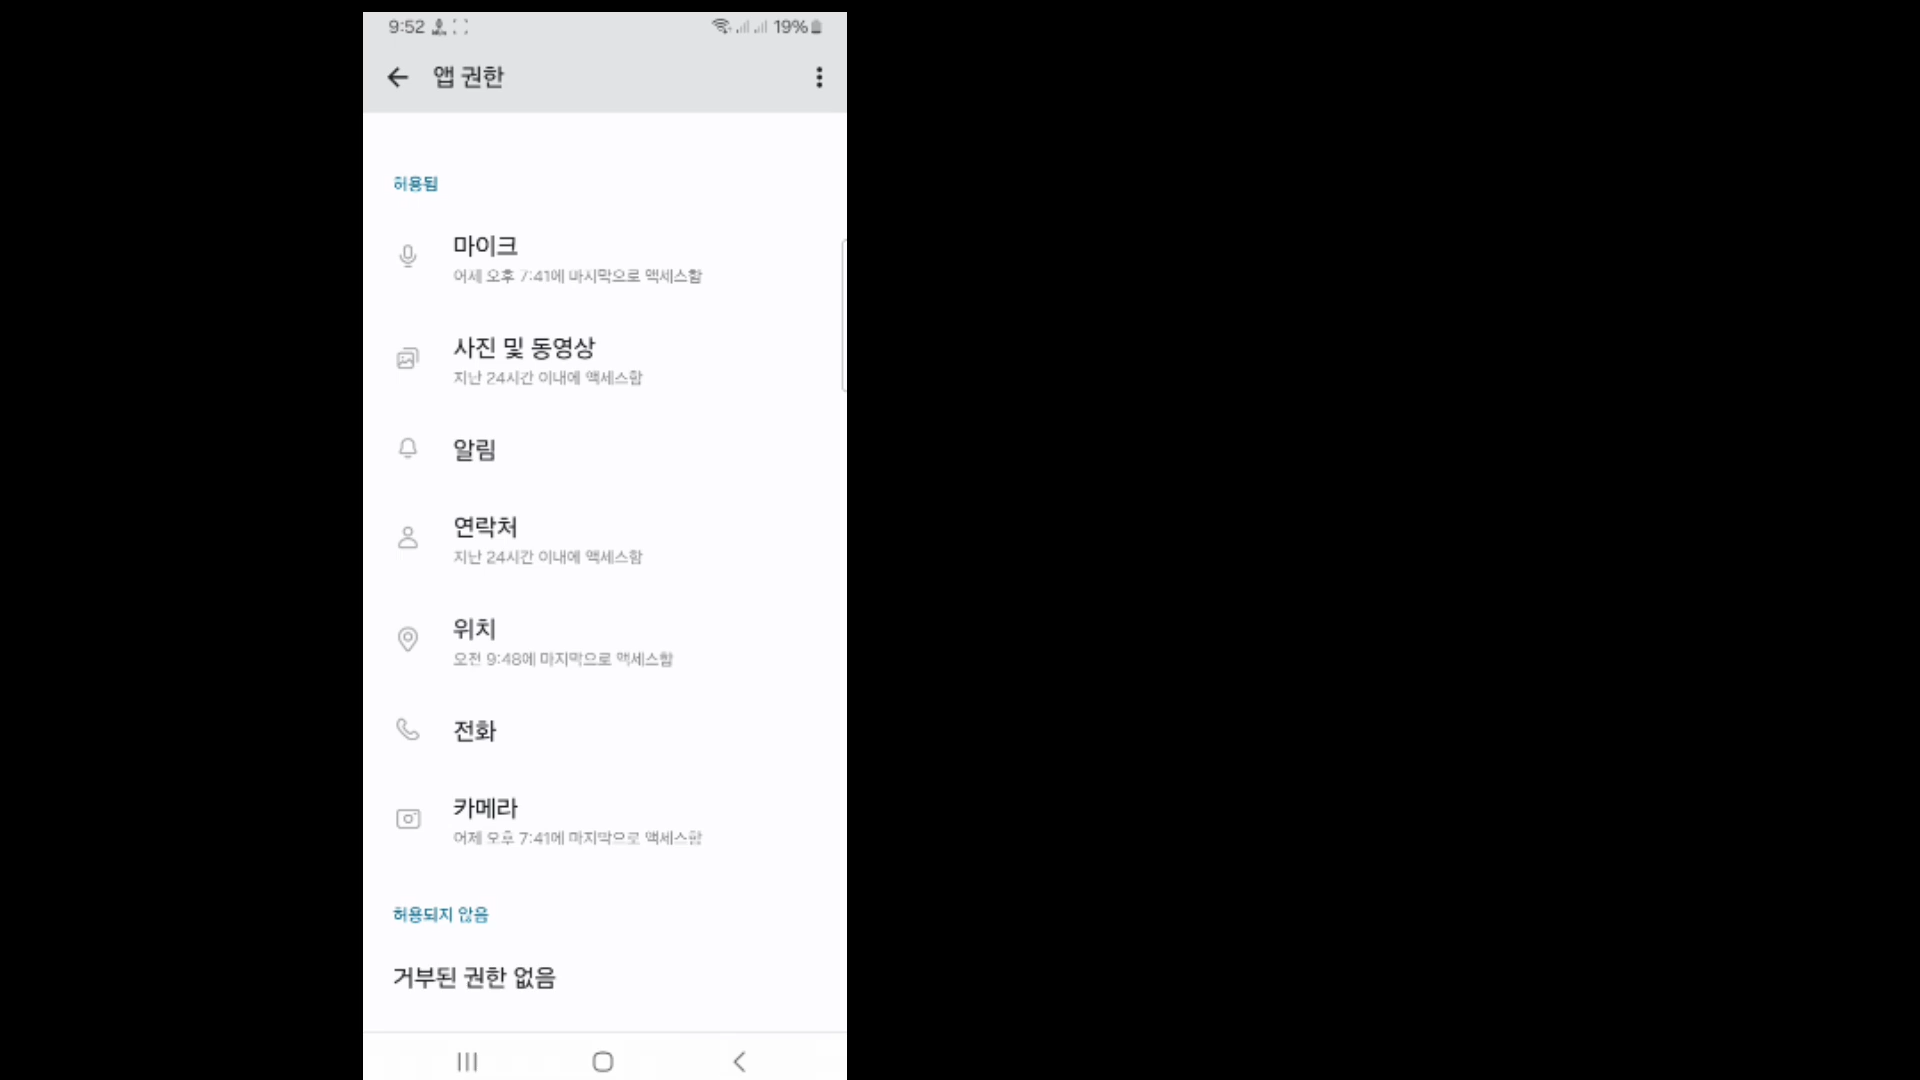 9:52
19%
앱 권한
허용됨
마이크
어제 오후 7:41에 마지막으로 액세스함
사진 및 동영상
지난 24시간 이내에 액세스함
알림
연락처
지난 24시간 이내에 액세스함
위치
오전 9:48에 마지막으로 액세스함
전화
카메라
어제 오후 7:41에 마지막으로 액세스함
허용되지 않음
거부된 권한 없음